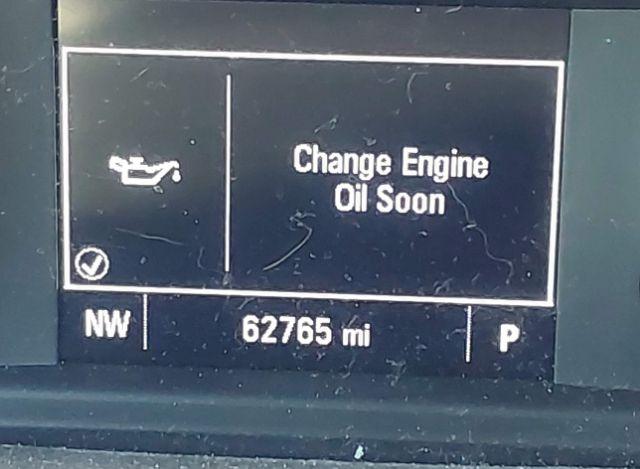 Change Engine
Oil Soon
NW 62765 mi P